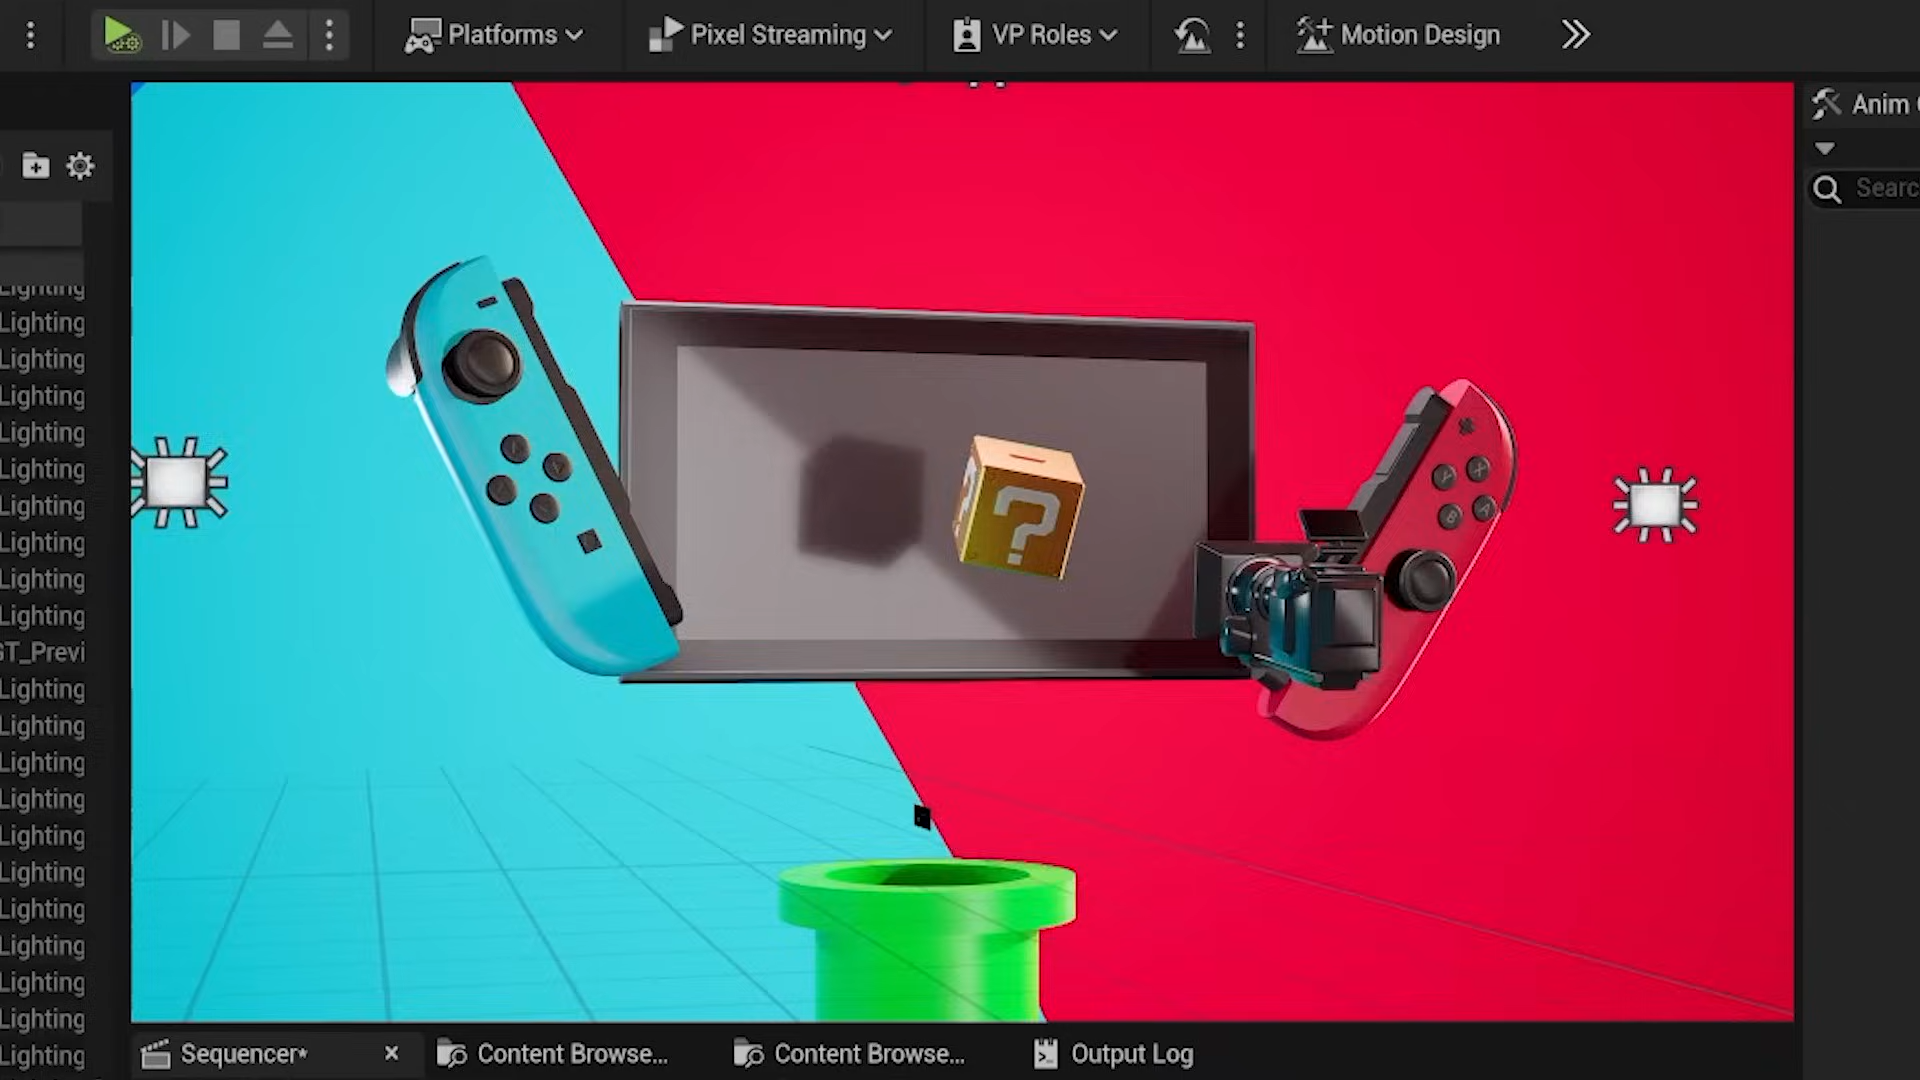 Platforms
Pixel Streaming
VP Roles
Motion Design
Anim
Searc
Lighting
Lighting
Lighting
Lighting
Lighting
Lighting
Lighting
Lighting
Lighting
Lighting
ST_Previ
Lighting
Lighting
Lighting
Lighting
Lighting
Lighting
Lighting
Lighting
Lighting
Lighting
Lighting
?
?
Y
X
B
A
Sequencer*
Content Browse...
Content Browse...
Output Log